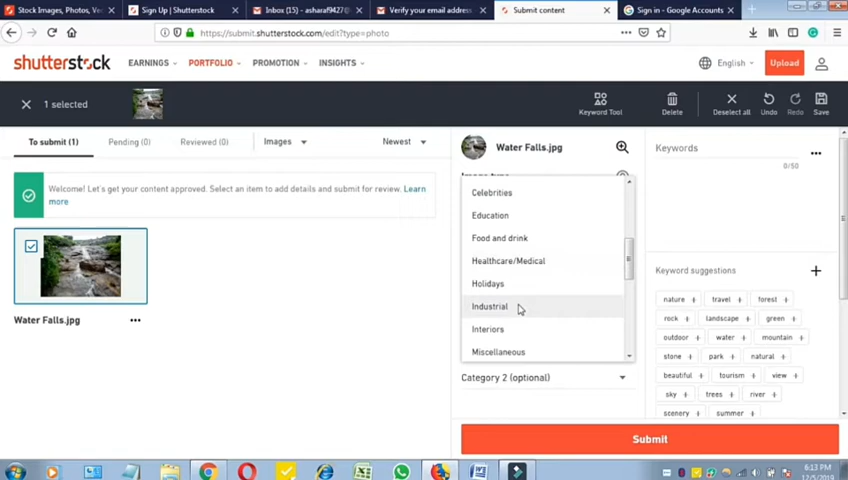 Stock Images, Photos, Ve
Sign Up | Shutterstock
Inbox (15) - asharaf9427@
Verify your email address
Submit content
Sign in - Google Accounts
https://submit.shutterstock.com/edit?type=photo
shutterstock
EARNINGS
PORTFOLIO
PROMOTION
INSIGHTS
English
Upload
1 selected
Keyword Tool
Delete
Deselect all
Undo
Redo
Save
To submit (1)
Pending (0)
Reviewed (0)
Images
Newest
Water Falls.jpg
Keywords
0/50
Welcome! Let's get your content approved. Select an item to add details and submit for review. Learn
more
Water Falls.jpg
Image type
Celebrities
Education
Food and drink
Healthcare/Medical
Holidays
Industrial
Interiors
Miscellaneous
Category 2 (optional)
Keyword suggestions
nature
travel
forest
rock
landscape
green
outdoor
water
mountain
stone
park
natural
beautiful
tourism
view
sky
trees
river
scenery
summer
Submit
6:13 PM
12/5/2019